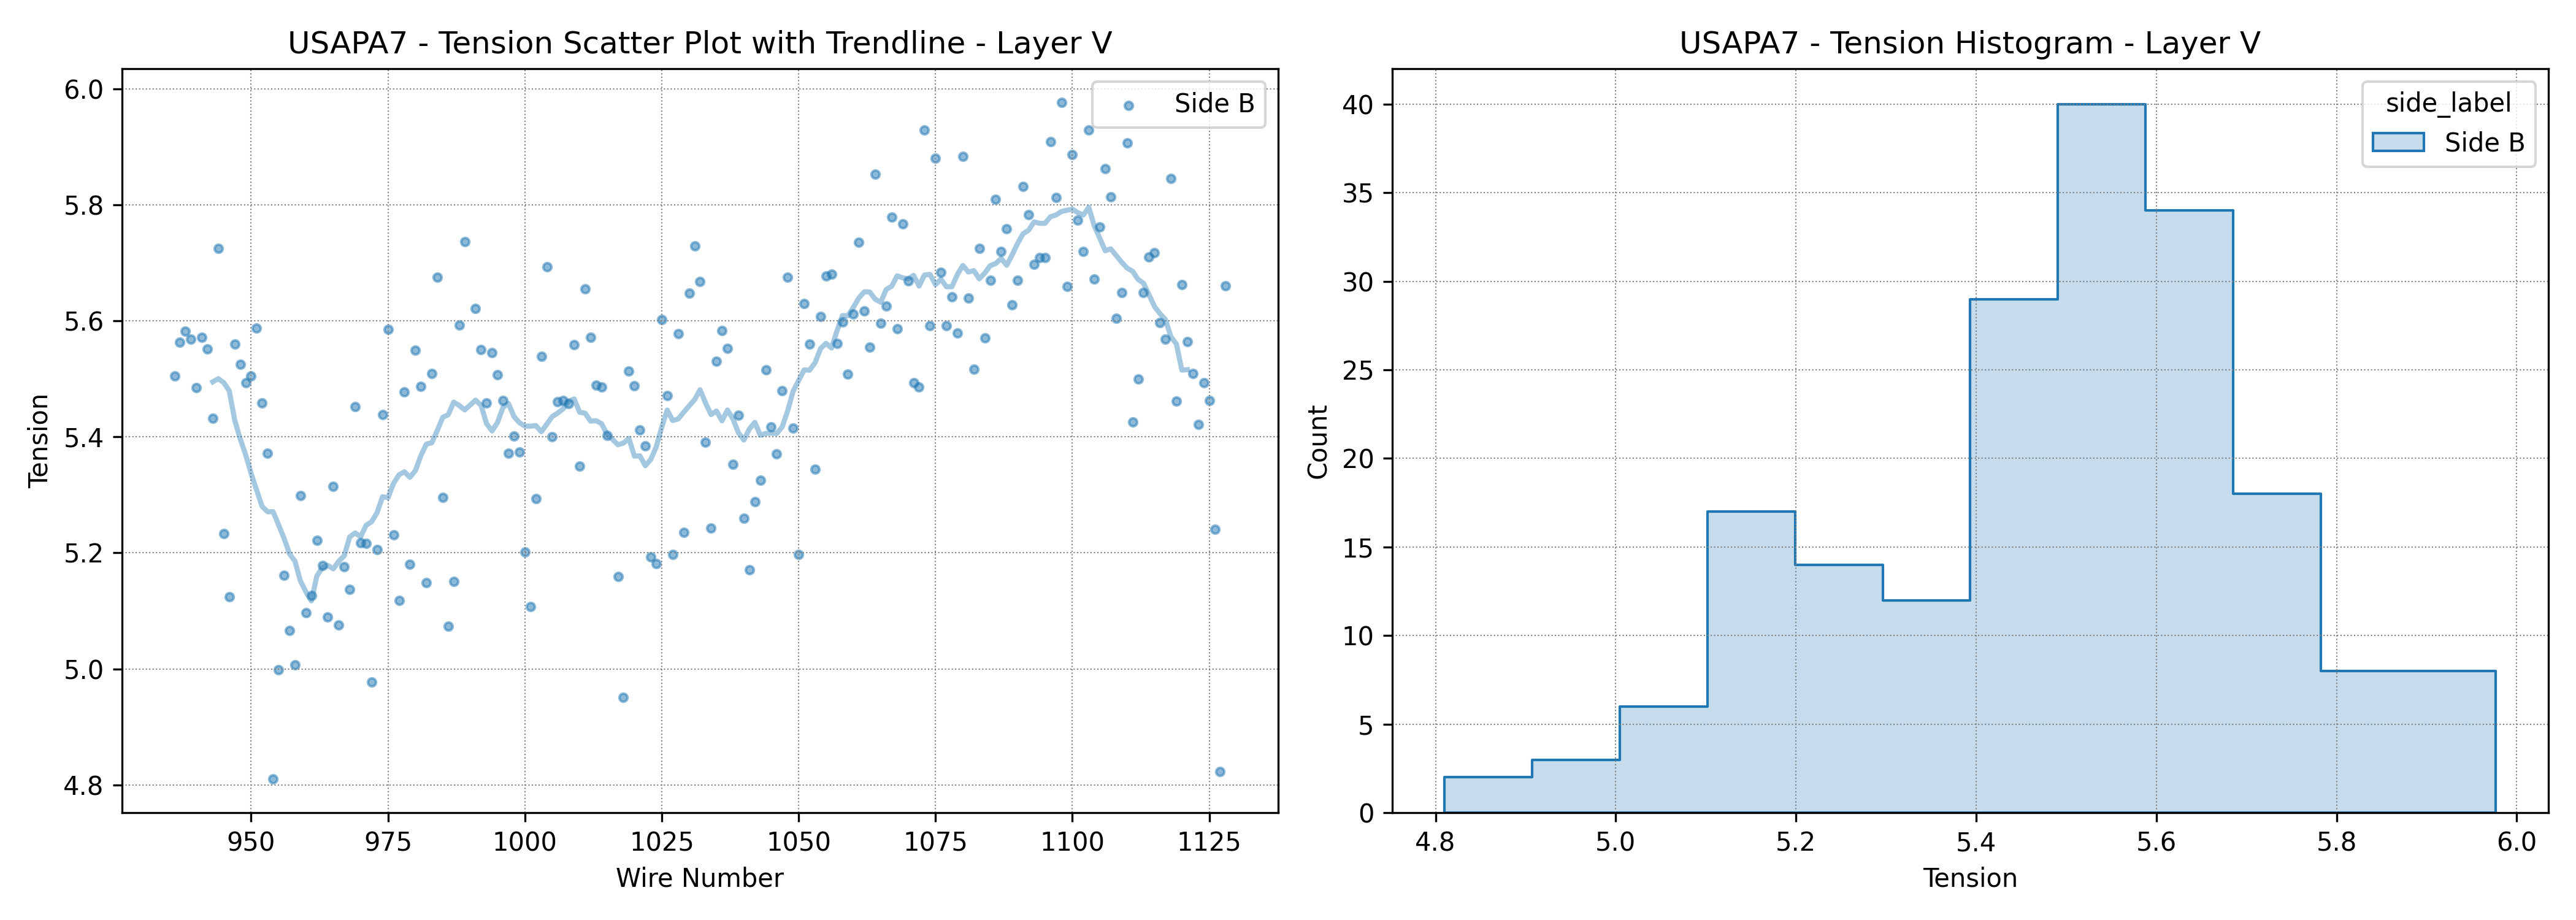 USAPA7 - Tension Scatter Plot with Trendline - Layer V
Side B
6.0
5.8
5.6
5.4
5.2
5.0
4.8
Tension
950 975 1000 1025 1050 1075 1100 1125
Wire Number
USAPA7 - Tension Histogram - Layer V
side_label
Side B
40
35
30
25
20
15
10
5
0
Count
4.8 5.0 5.2 5.4 5.6 5.8 6.0
Tension